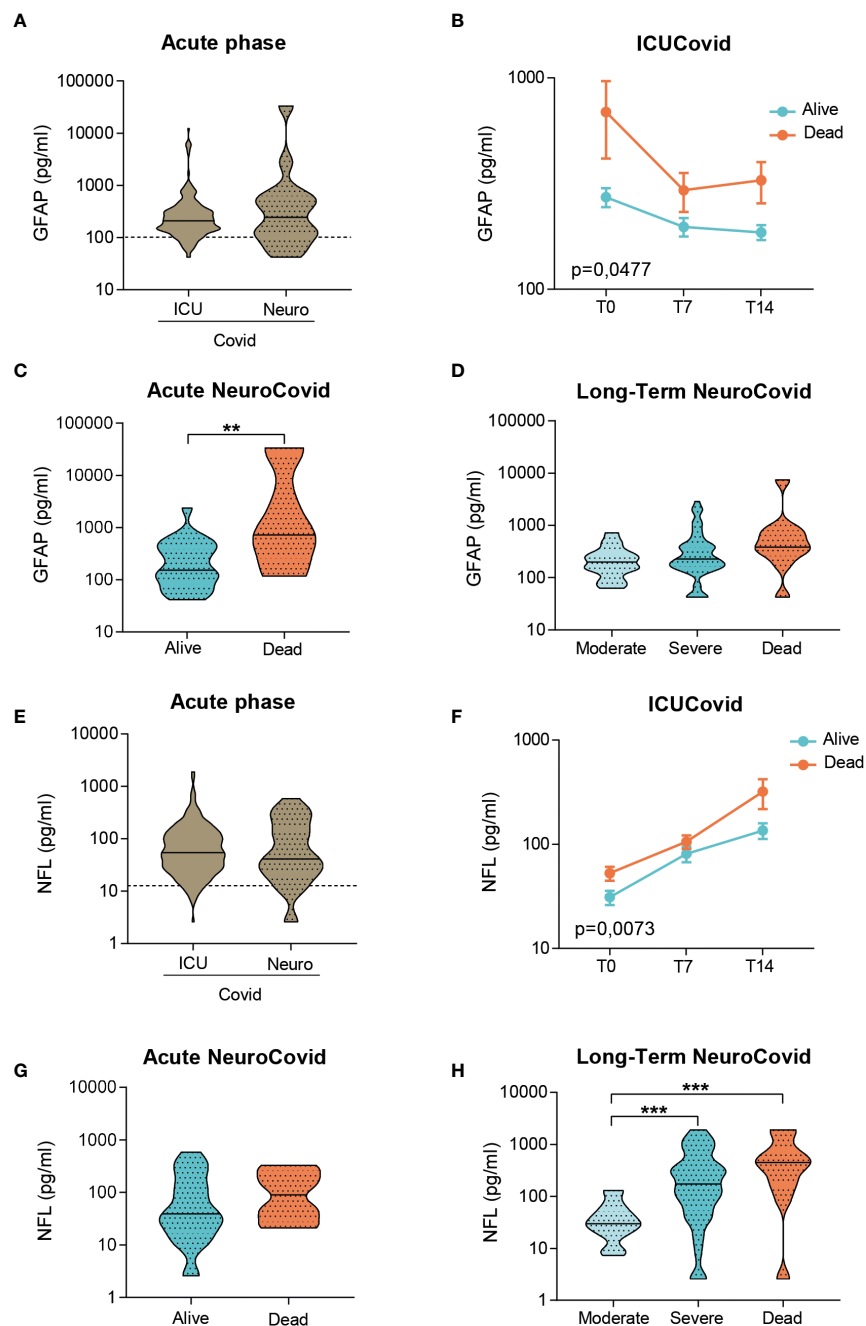 A
Acute phase
GFAP (pg/ml)
100000
10000
1000
100
10
ICU Neuro
Covid
B
ICUCovid
GFAP (pg/ml)
1000
100
Alive
Dead
p=0,0477
T0 T7 T14
C
Acute NeuroCovid
GFAP (pg/ml)
100000
10000
1000
100
10
**
Alive Dead
D
Long-Term NeuroCovid
GFAP (pg/ml)
100000
10000
1000
100
10
Moderate Severe Dead
E
Acute phase
NFL (pg/ml)
10000
1000
100
10
1
ICU Neuro
Covid
F
ICUCovid
NFL (pg/ml)
1000
100
10
Alive
Dead
p=0,0073
T0 T7 T14
G
Acute NeuroCovid
NFL (pg/ml)
10000
1000
100
10
1
Alive Dead
H
Long-Term NeuroCovid
NFL (pg/ml)
10000
1000
100
10
1
***
***
Moderate Severe Dead